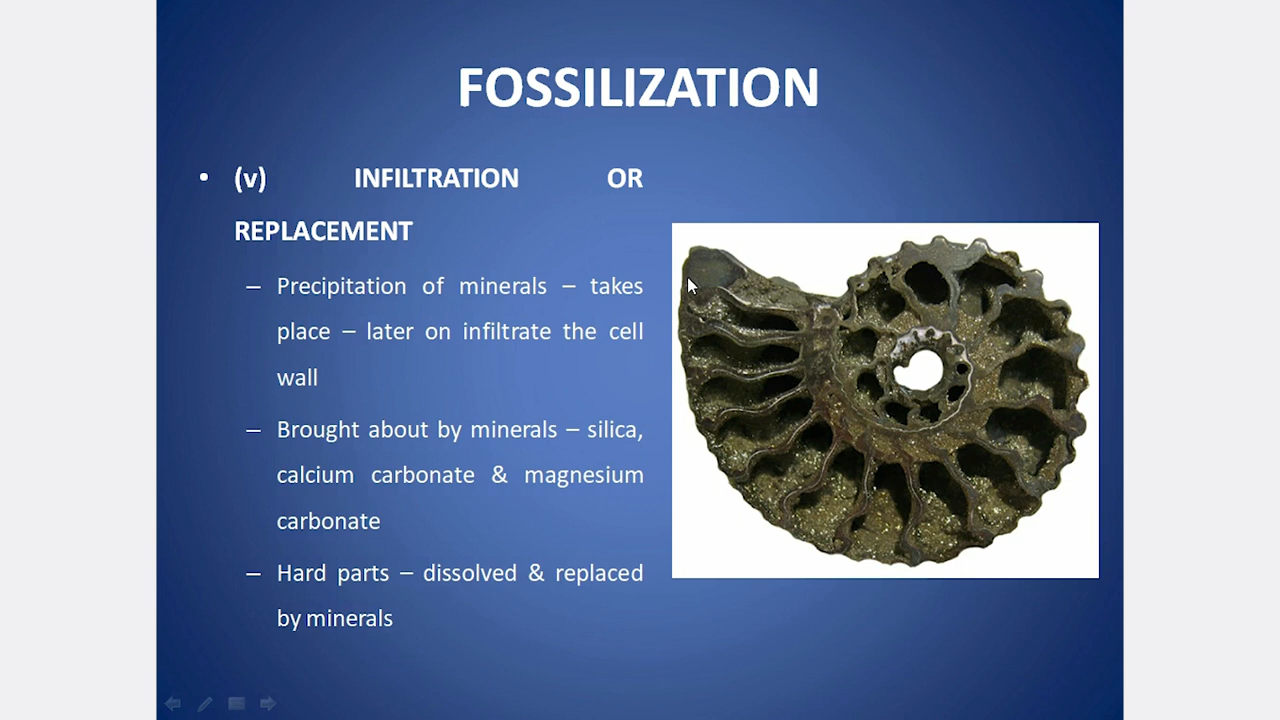 FOSSILIZATION
• (v) INFILTRATION OR
REPLACEMENT
– Precipitation of minerals – takes
place – later on infiltrate the cell
wall
– Brought about by minerals – silica,
calcium carbonate & magnesium
carbonate
– Hard parts – dissolved & replaced
by minerals